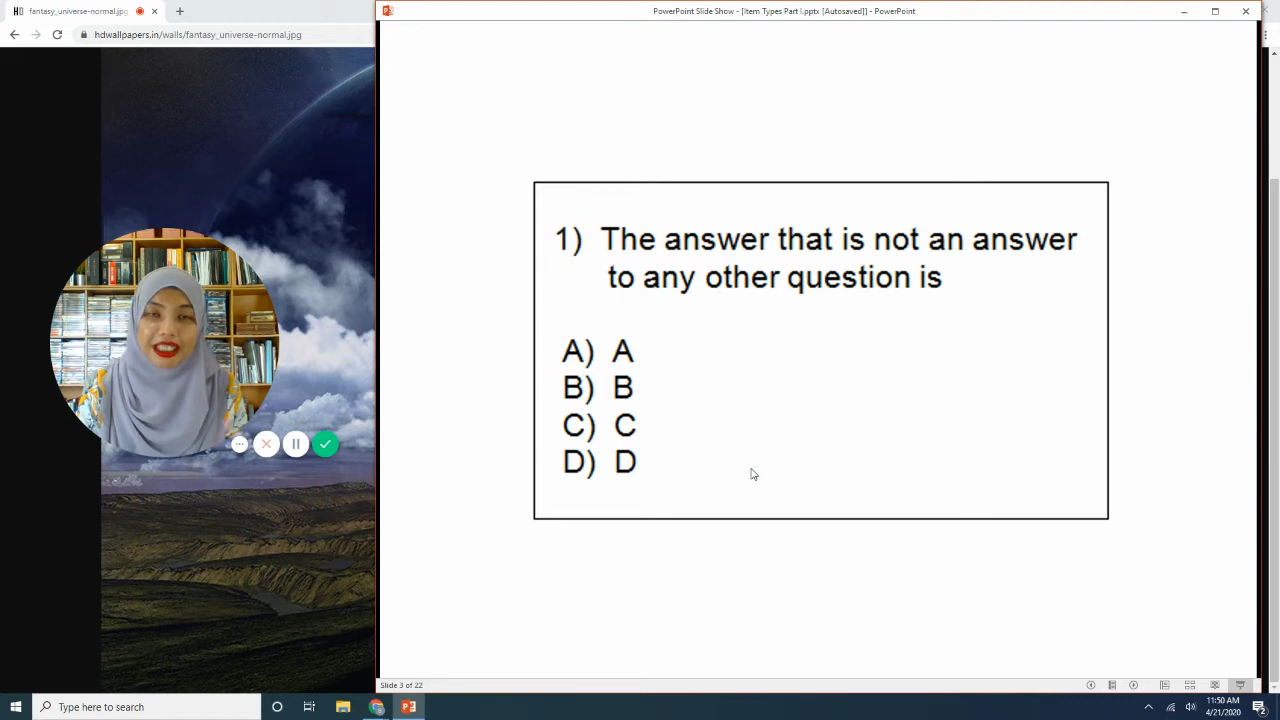 fantasy_universe-normal.jpg
hdwallpapers.in/walls/fantasy_universe-normal.jpg
PowerPoint Slide Show - [Item Types Part I.pptx [Autosaved]] - PowerPoint
1) The answer that is not an answer
to any other question is
A) A
B) B
C) C
D) D
Slide 3 of 22
Type here to search
11:50 AM
4/21/2020
2